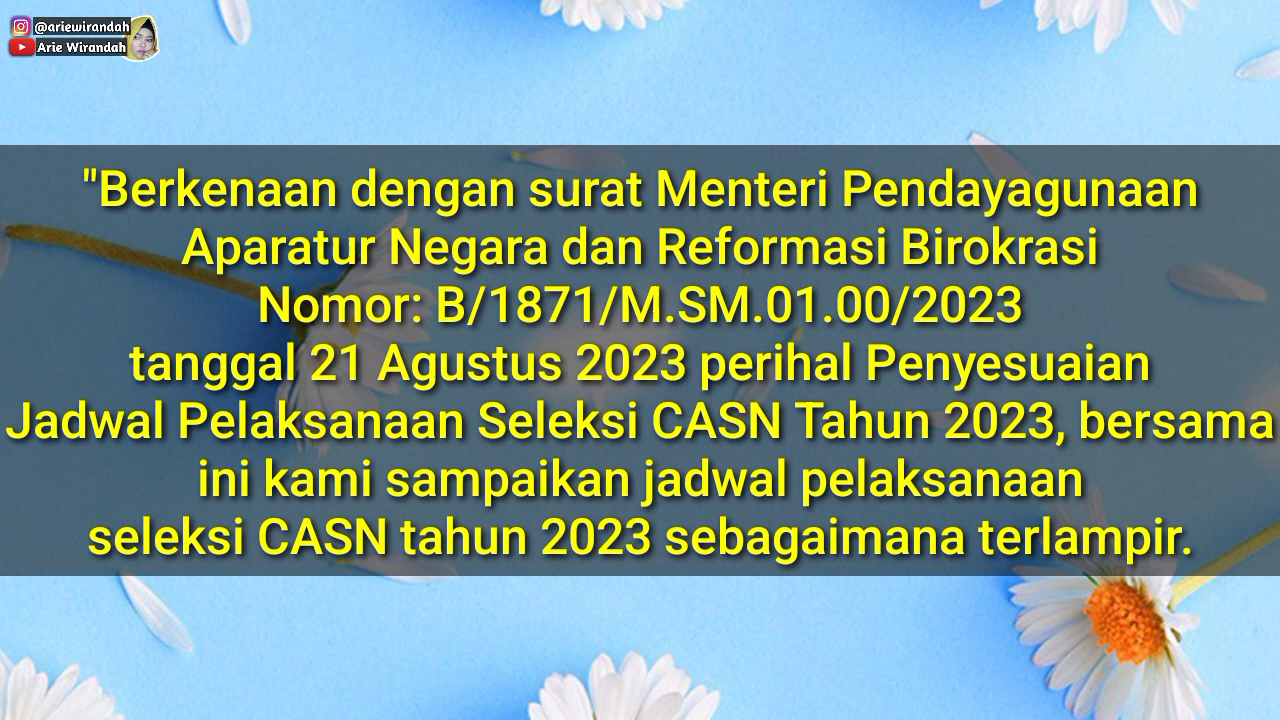 @ariewirandah
Arie Wirandah
"Berkenaan dengan surat Menteri Pendayagunaan
Aparatur Negara dan Reformasi Birokrasi
Nomor: B/1871/M.SM.01.00/2023
tanggal 21 Agustus 2023 perihal Penyesuaian
Jadwal Pelaksanaan Seleksi CASN Tahun 2023, bersama
ini kami sampaikan jadwal pelaksanaan
seleksi CASN tahun 2023 sebagaimana terlampir.